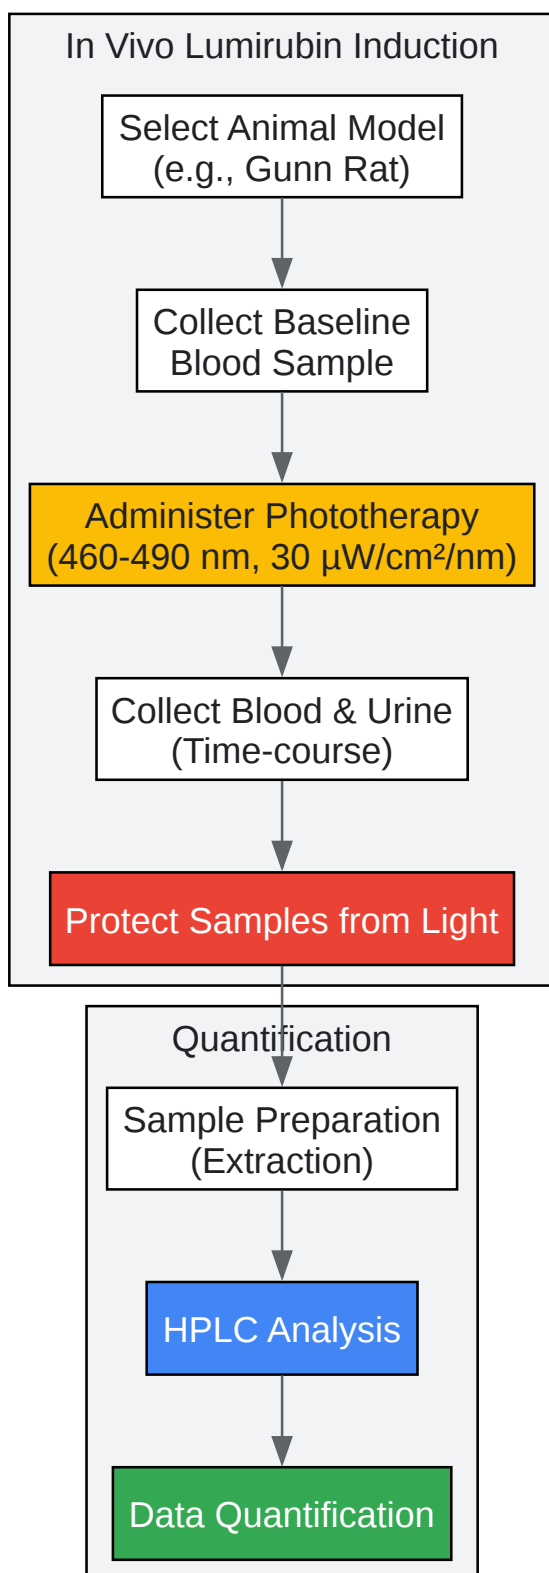 In Vivo Lumirubin Induction
Select Animal Model
(e.g., Gunn Rat)
Collect Baseline
Blood Sample
Administer Phototherapy
(460-490 nm, 30 µW/cm²/nm)
Collect Blood & Urine
(Time-course)
Protect Samples from Light
Quantification
Sample Preparation
(Extraction)
HPLC Analysis
Data Quantification